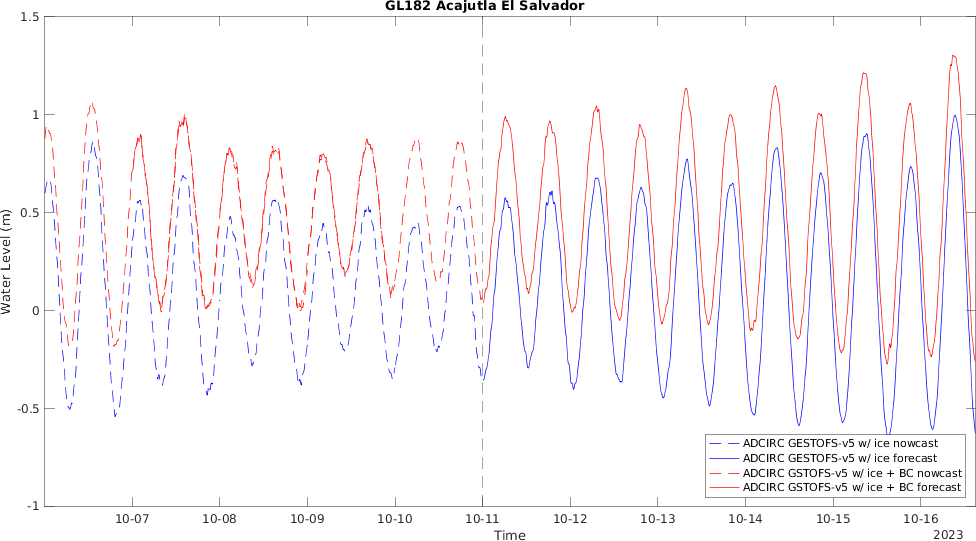 GL182 Acajutla El Salvador
1.5
1
0.5
0
-0.5
-1
Water Level (m)
ADCIRC GESTOFS-v5 w/ ice nowcast
ADCIRC GESTOFS-v5 w/ ice forecast
ADCIRC GSTOFS-v5 w/ ice + BC nowcast
ADCIRC GSTOFS-v5 w/ ice + BC forecast
10-07 10-08 10-09 10-10 10-11 10-12 10-13 10-14 10-15 10-16
Time
2023